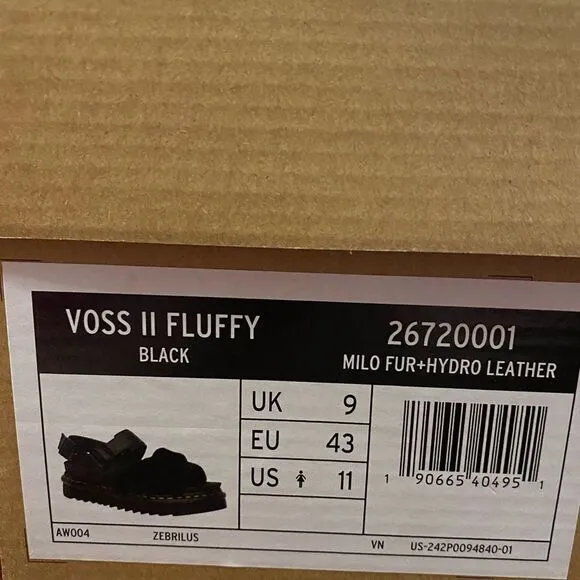 VOSS II FLUFFY
BLACK
26720001
MILO FUR+HYDRO LEATHER
UK 9
EU 43
US 11
1 90665 40495 1
AW004 ZEBRILUS VN US-242P0094840-01